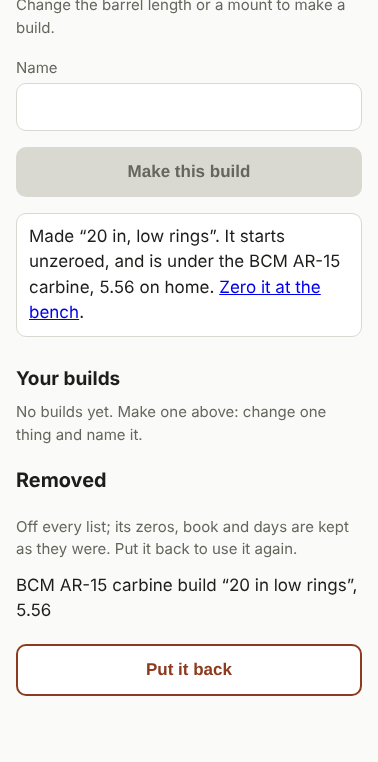 Change the barrel length or a mount to make a
build.
Name
Make this build
Made “20 in, low rings”. It starts
unzeroed, and is under the BCM AR-15
carbine, 5.56 on home. Zero it at the
bench.
Your builds
No builds yet. Make one above: change one
thing and name it.
Removed
Off every list; its zeros, book and days are kept
as they were. Put it back to use it again.
BCM AR-15 carbine build “20 in low rings”,
5.56
Put it back